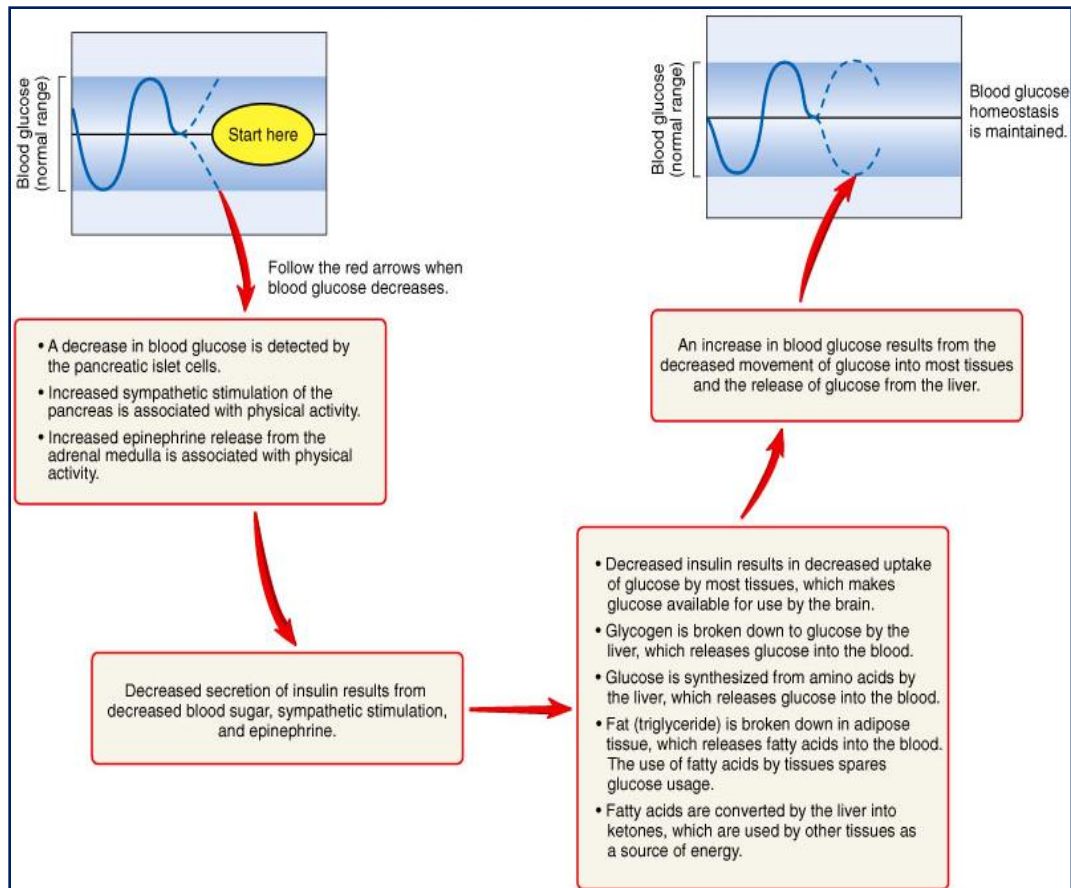 Blood glucose
(normal range)
Start here
Follow the red arrows when
blood glucose decreases.
• A decrease in blood glucose is detected by
the pancreatic islet cells.
• Increased sympathetic stimulation of the
pancreas is associated with physical activity.
• Increased epinephrine release from the
adrenal medulla is associated with physical
activity.
Decreased secretion of insulin results from
decreased blood sugar, sympathetic stimulation,
and epinephrine.
• Decreased insulin results in decreased uptake
of glucose by most tissues, which makes
glucose available for use by the brain.
• Glycogen is broken down to glucose by the
liver, which releases glucose into the blood.
• Glucose is synthesized from amino acids by
the liver, which releases glucose into the blood.
• Fat (triglyceride) is broken down in adipose
tissue, which releases fatty acids into the blood.
The use of fatty acids by tissues spares
glucose usage.
• Fatty acids are converted by the liver into
ketones, which are used by other tissues as
a source of energy.
An increase in blood glucose results from the
decreased movement of glucose into most tissues
and the release of glucose from the liver.
Blood glucose
(normal range)
Blood glucose
homeostasis
is maintained.